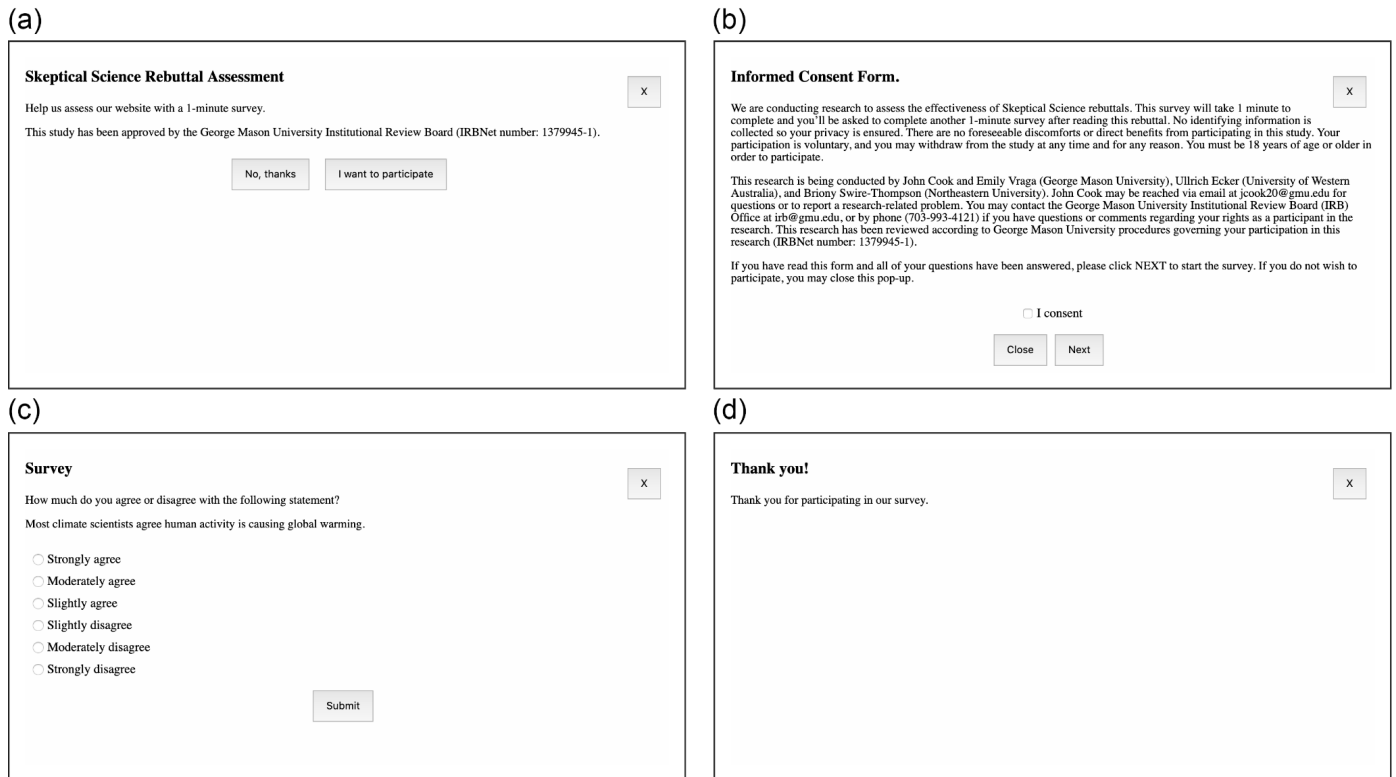 (a)
Skeptical Science Rebuttal Assessment
X
Help us assess our website with a 1-minute survey.
This study has been approved by the George Mason University Institutional Review Board (IRBNet number: 1379945-1).
No, thanks
I want to participate
(b)
Informed Consent Form.
X
We are conducting research to assess the effectiveness of Skeptical Science rebuttals. This survey will take 1 minute to
complete and you'll be asked to complete another 1-minute survey after reading this rebuttal. No identifying information is
collected so your privacy is ensured. There are no foreseeable discomforts or direct benefits from participating in this study. Your
participation is voluntary, and you may withdraw from the study at any time and for any reason. You must be 18 years of age or older in
order to participate.
This research is being conducted by John Cook and Emily Vraga (George Mason University), Ullrich Ecker (University of Western
Australia), and Briony Swire-Thompson (Northeastern University). John Cook may be reached via email at jcook20@gmu.edu for
questions or to report a research-related problem. You may contact the George Mason University Institutional Review Board (IRB)
Office at irb@gmu.edu, or by phone (703-993-4121) if you have questions or comments regarding your rights as a participant in the
research. This research has been reviewed according to George Mason University procedures governing your participation in this
research (IRBNet number: 1379945-1).
If you have read this form and all of your questions have been answered, please click NEXT to start the survey. If you do not wish to
participate, you may close this pop-up.
I consent
Close
Next
(c)
Survey
X
How much do you agree or disagree with the following statement?
Most climate scientists agree human activity is causing global warming.
Strongly agree
Moderately agree
Slightly agree
Slightly disagree
Moderately disagree
Strongly disagree
Submit
(d)
Thank you!
X
Thank you for participating in our survey.